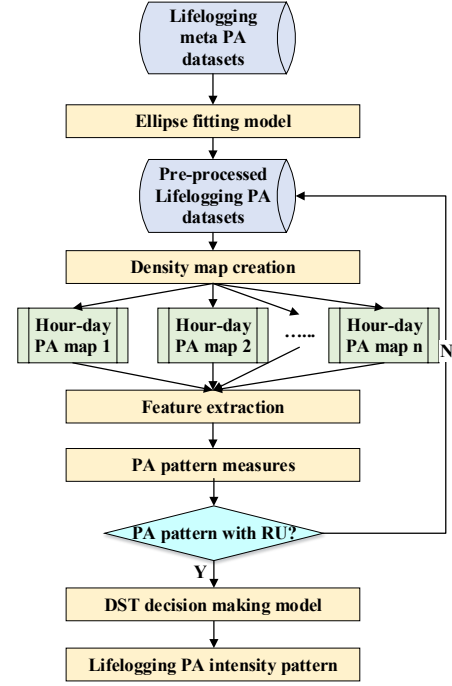 Lifelogging
meta PA
datasets
Ellipse fitting model
Pre-processed
Lifelogging PA
datasets
Density map creation
Hour-day
PA map 1
Hour-day
PA map 2
…...
Hour-day
PA map n
N
Feature extraction
PA pattern measures
PA pattern with RU?
Y
DST decision making model
Lifelogging PA intensity pattern